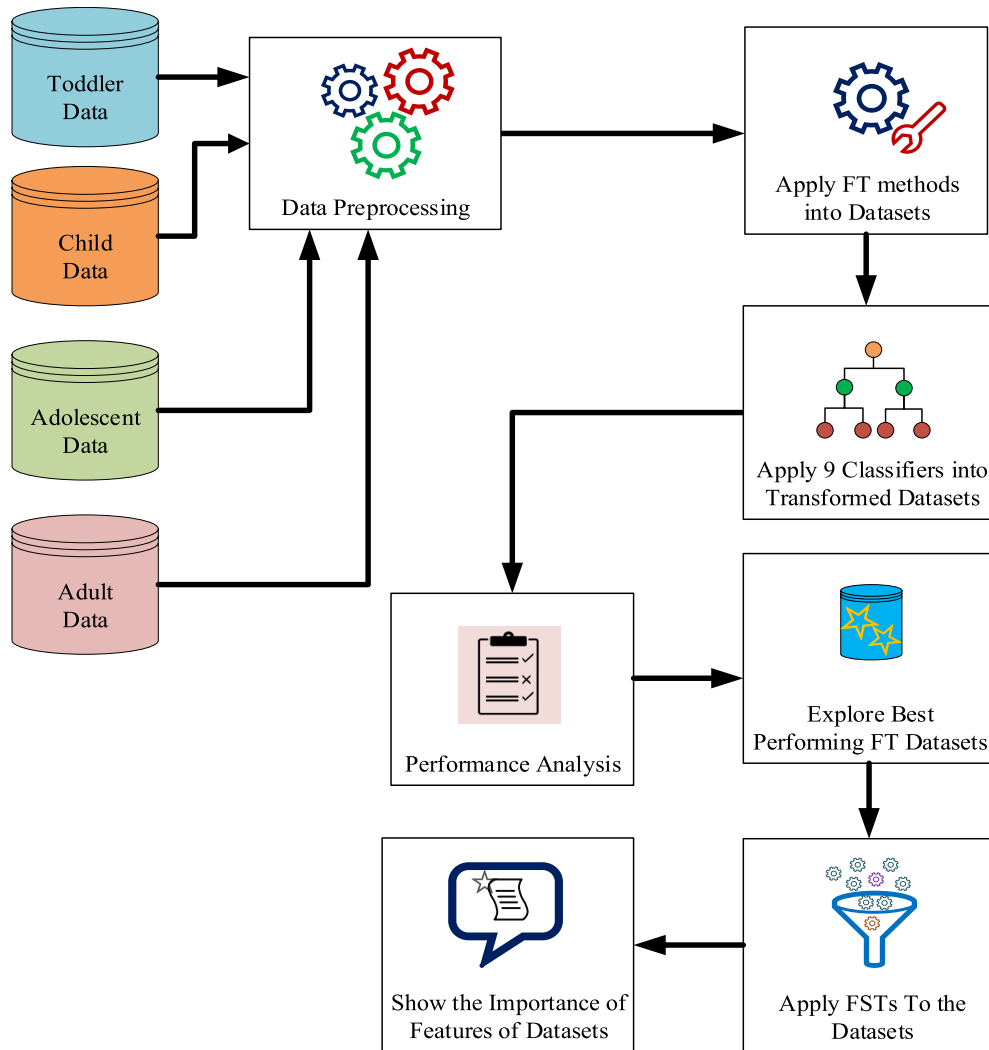 Toddler
Data
Child
Data
Adolescent
Data
Adult
Data
Data Preprocessing
Apply FT methods
into Datasets
Apply 9 Classifiers into
Transformed Datasets
Performance Analysis
Explore Best
Performing FT Datasets
Apply FSTs To the
Datasets
Show the Importance of
Features of Datasets